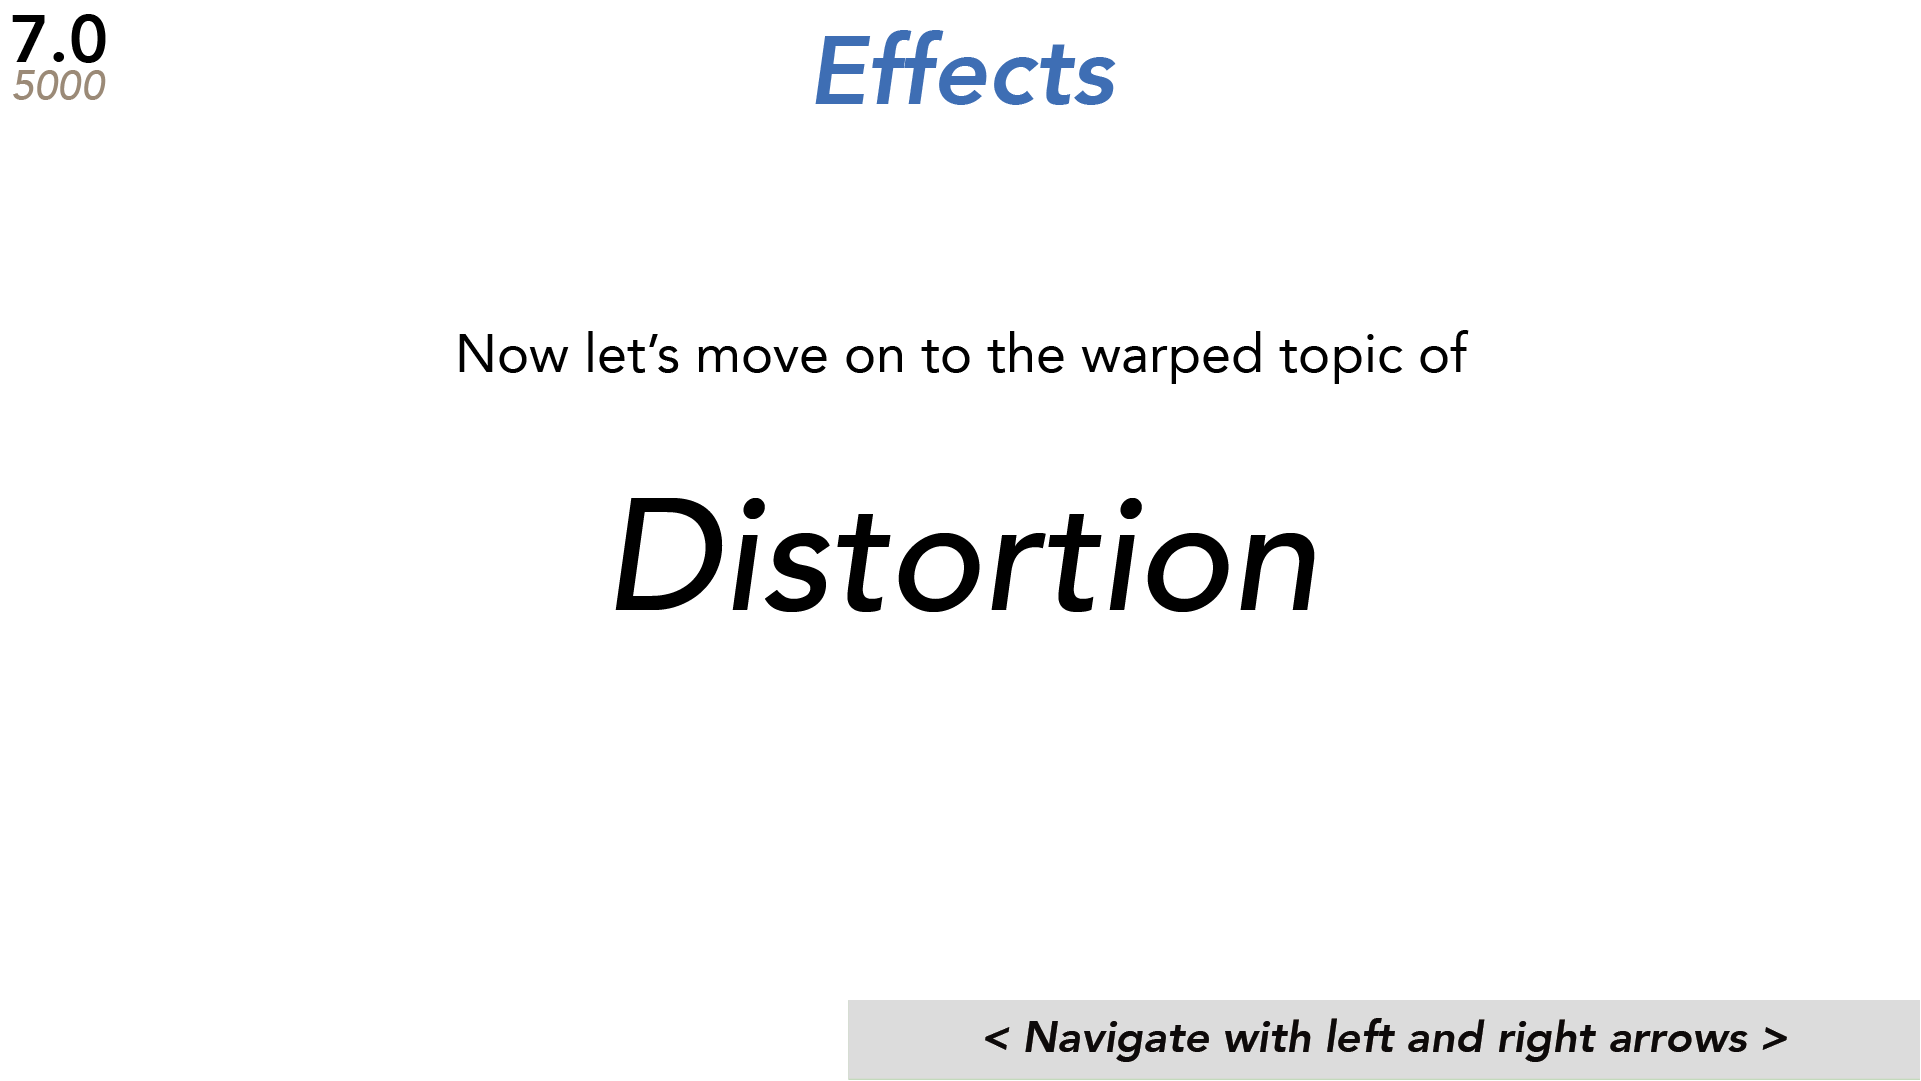 7.0
5000
Effects
Now let’s move on to the warped topic of
Distortion
< Navigate with left and right arrows >